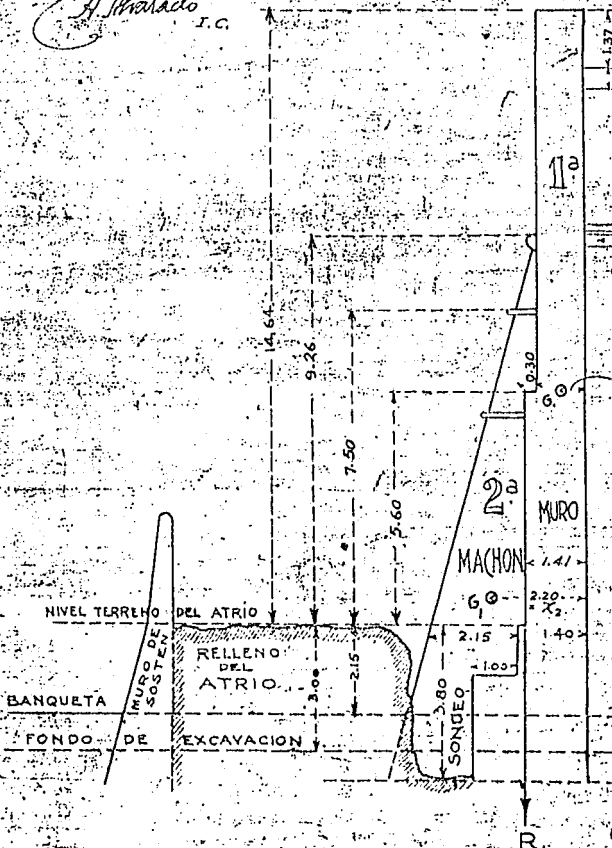 A Alvarado
I.C.
1.37
1ª
14.64
9.26
7.50
0.30
G
5.60
2ª
MURO
MACHON
1.41
G₁
2.20
X₂
NIVEL TERRENO DEL ATRIO
2.15
1.40
MURO DE SOSTEN
RELLENO
DEL
ATRIO
1.00
3.00
2.15
3.80
SONDEO
BANQUETA
FONDO DE EXCAVACION
R